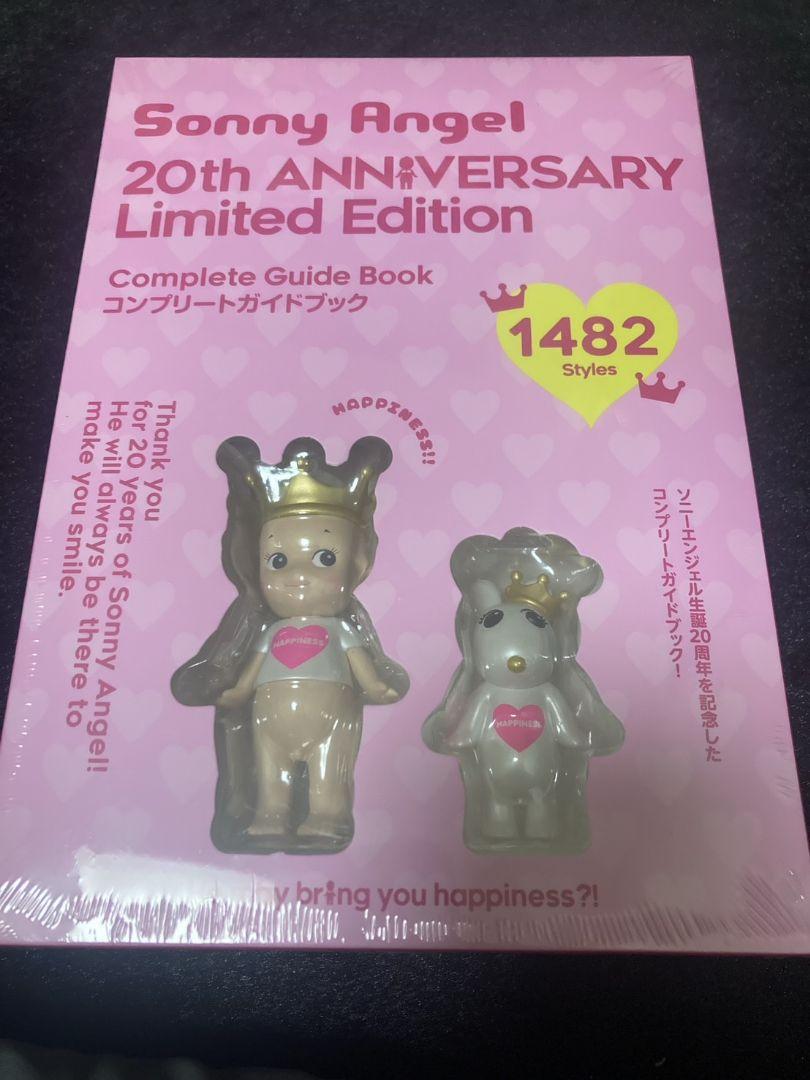 Sonny Angel
20th ANNIVERSARY
Limited Edition
Complete Guide Book
コンプリートガイドブック
1482
Styles
HAPPINESS!!
Thank you
for 20 years of Sonny Angel!
He will always be there to
make you smile.
ソニーエンジェル生誕20周年を記念した
コンプリートガイドブック!
HAPPINESS
HAPPINESS
bring you happiness?!